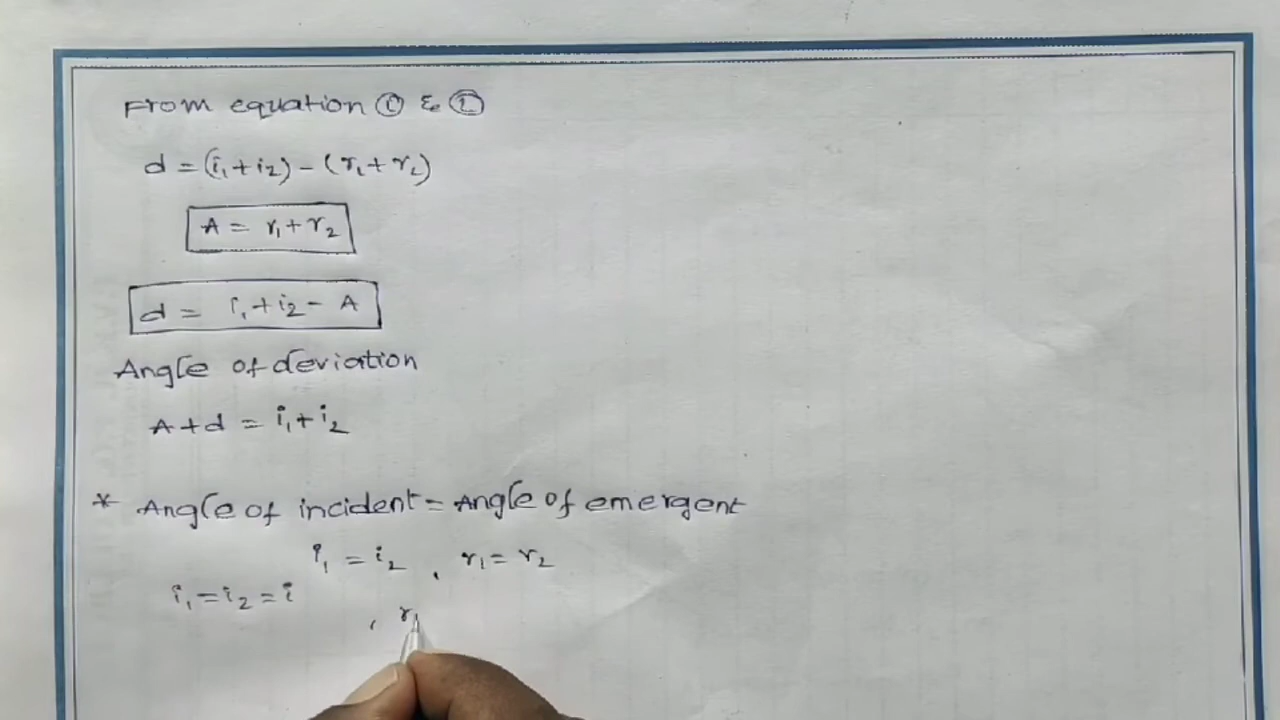 From equation ① & ②
d = (i₁ + i₂) - (r₁ + r₂)
A = r₁ + r₂
d = i₁ + i₂ - A
Angle of deviation
A + d = i₁ + i₂
* Angle of incident = Angle of emergent
i₁ = i₂ , r₁ = r₂
i₁ = i₂ = i
, r₁